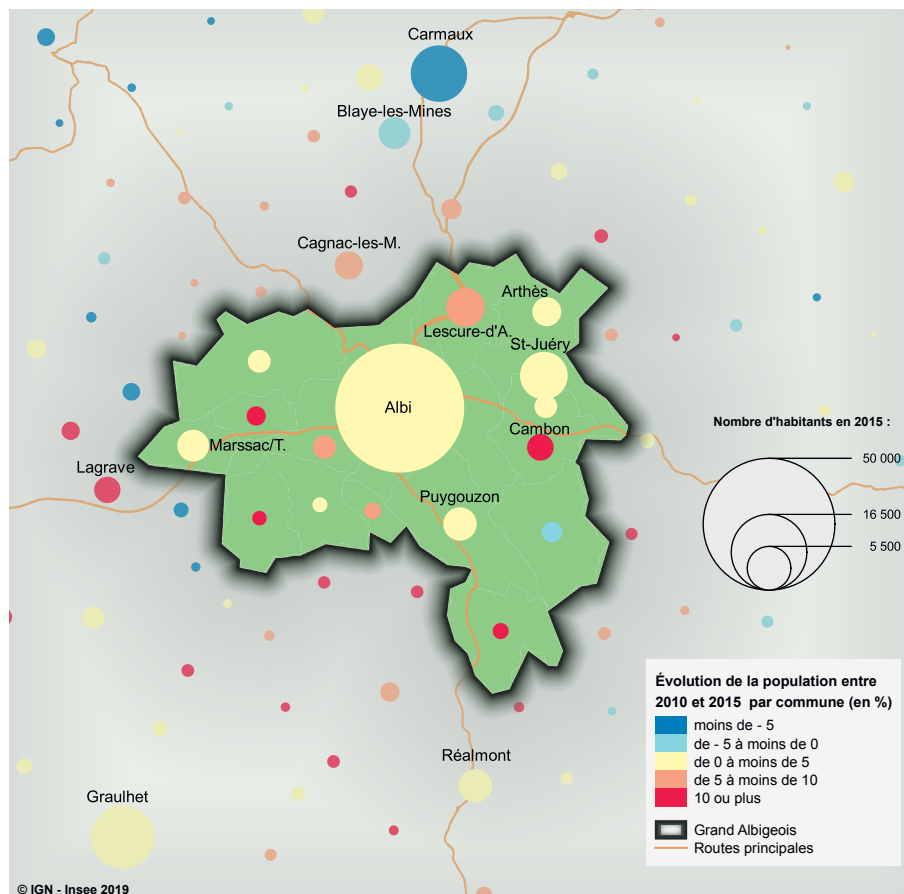 Carmaux
Blaye-les-Mines
Cagnac-les-M.
Arthès
Lescure-d'A.
St-Juéry
Albi
Nombre d'habitants en 2015 :
Cambon
Marssac/T.
50 000
Lagrave
Puygouzon
16 500
5 500
Évolution de la population entre
2010 et 2015 par commune (en %)
moins de - 5
de - 5 à moins de 0
de 0 à moins de 5
de 5 à moins de 10
10 ou plus
Réalmont
Graulhet
Grand Albigeois
Routes principales
© IGN - Insee 2019